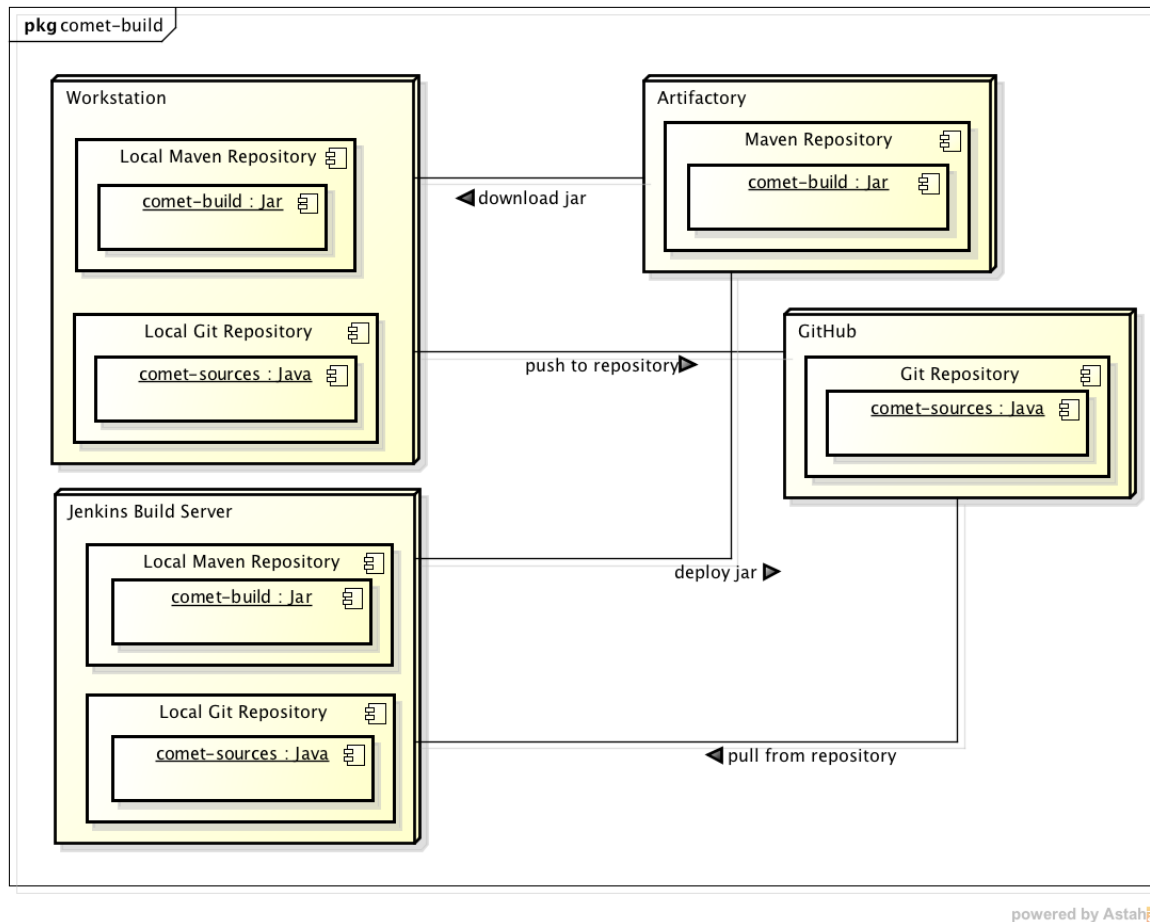 pkg comet-build
Workstation
Local Maven Repository
comet-build : Jar
Local Git Repository
comet-sources : Java
Artifactory
Maven Repository
comet-build : Jar
download jar
push to repository
GitHub
Git Repository
comet-sources : Java
Jenkins Build Server
Local Maven Repository
comet-build : Jar
Local Git Repository
comet-sources : Java
deploy jar
pull from repository
powered by Astah